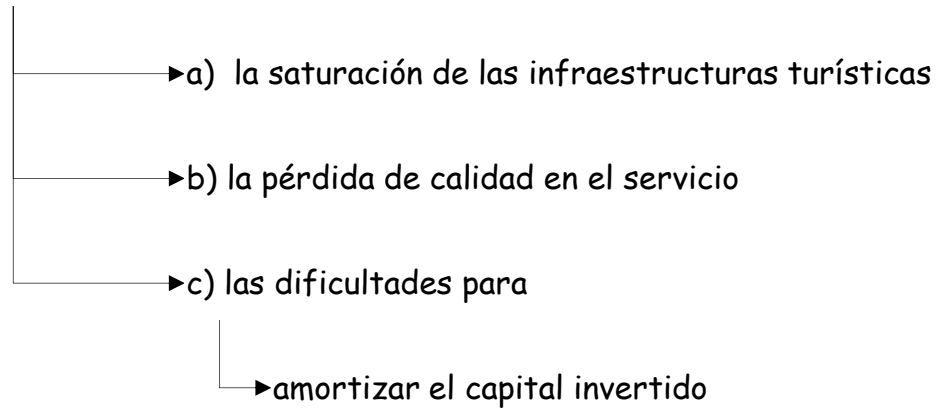 a) la saturación de las infraestructuras turísticas
b) la pérdida de calidad en el servicio
c) las dificultades para
amortizar el capital invertido